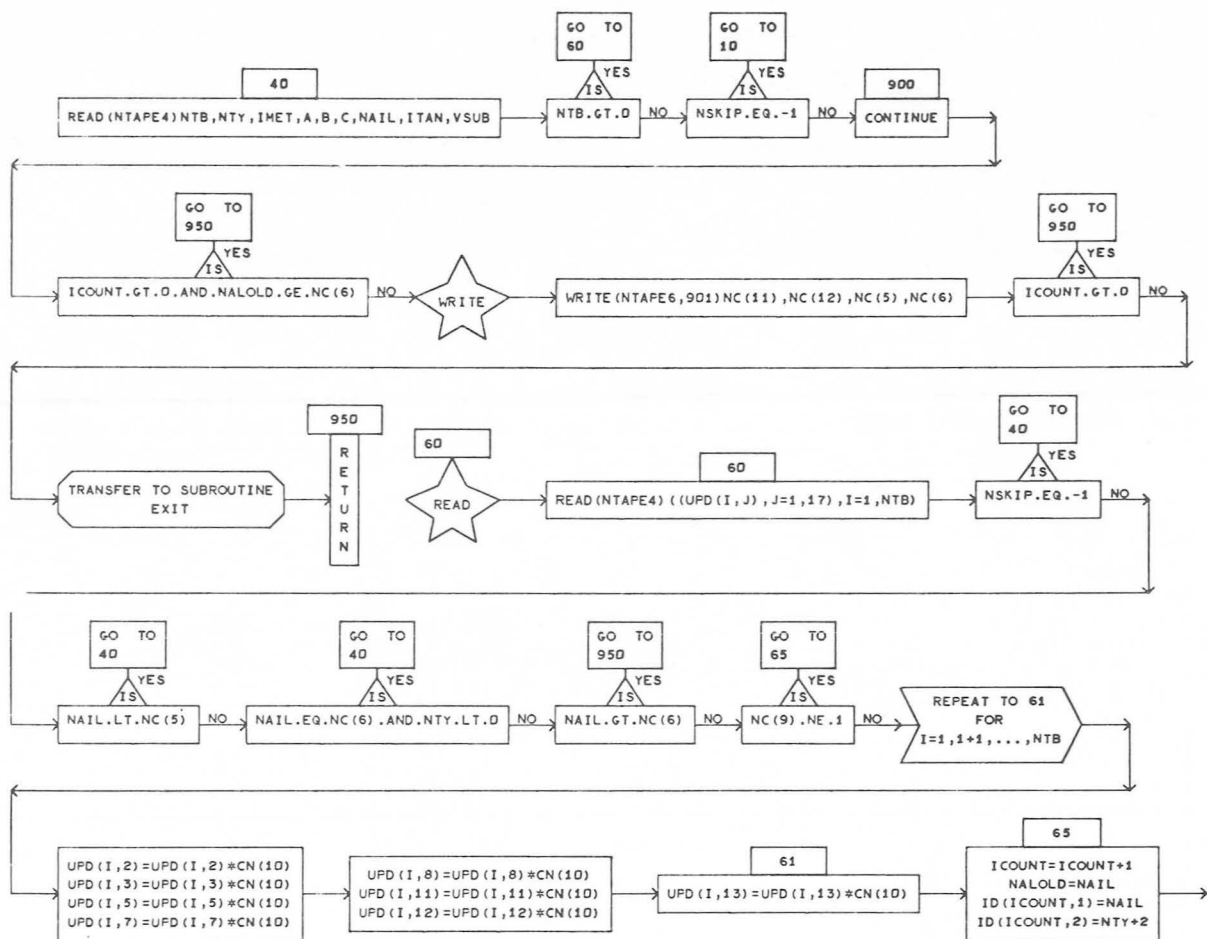 GO TO
60
GO TO
10
40
YES
IS
YES
IS
900
READ(NTAPE4)NTB,NTY,IMET,A,B,C,NAIL,ITAN,VSUB
NTB.GT.0
NO
NSKIP.EQ.-1
NO
CONTINUE
GO TO
950
GO TO
950
YES
IS
YES
IS
ICOUNT.GT.0.AND.NALOLD.GE.NC(6)
NO
WRITE
WRITE(NTAPE6,901)NC(11),NC(12),NC(5),NC(6)
ICOUNT.GT.0
NO
GO TO
40
950
60
60
YES
IS
TRANSFER TO SUBROUTINE
EXIT
R
E
T
U
R
N
READ
READ(NTAPE4)((UPD(I,J),J=1,17),I=1,NTB)
NSKIP.EQ.-1
NO
GO TO
40
GO TO
40
GO TO
950
GO TO
65
YES
IS
YES
IS
YES
IS
YES
IS
NAIL.LT.NC(5)
NO
NAIL.EQ.NC(6).AND.NTY.LT.0
NO
NAIL.GT.NC(6)
NO
NC(9).NE.1
NO
REPEAT TO 61
FOR
I=1,1+1,...,NTB
UPD(I,2)=UPD(I,2)*CN(10)
UPD(I,3)=UPD(I,3)*CN(10)
UPD(I,5)=UPD(I,5)*CN(10)
UPD(I,7)=UPD(I,7)*CN(10)
UPD(I,8)=UPD(I,8)*CN(10)
UPD(I,11)=UPD(I,11)*CN(10)
UPD(I,12)=UPD(I,12)*CN(10)
61
UPD(I,13)=UPD(I,13)*CN(10)
65
ICOUNT=ICOUNT+1
NALOLD=NAIL
ID(ICOUNT,1)=NAIL
ID(ICOUNT,2)=NTY+2